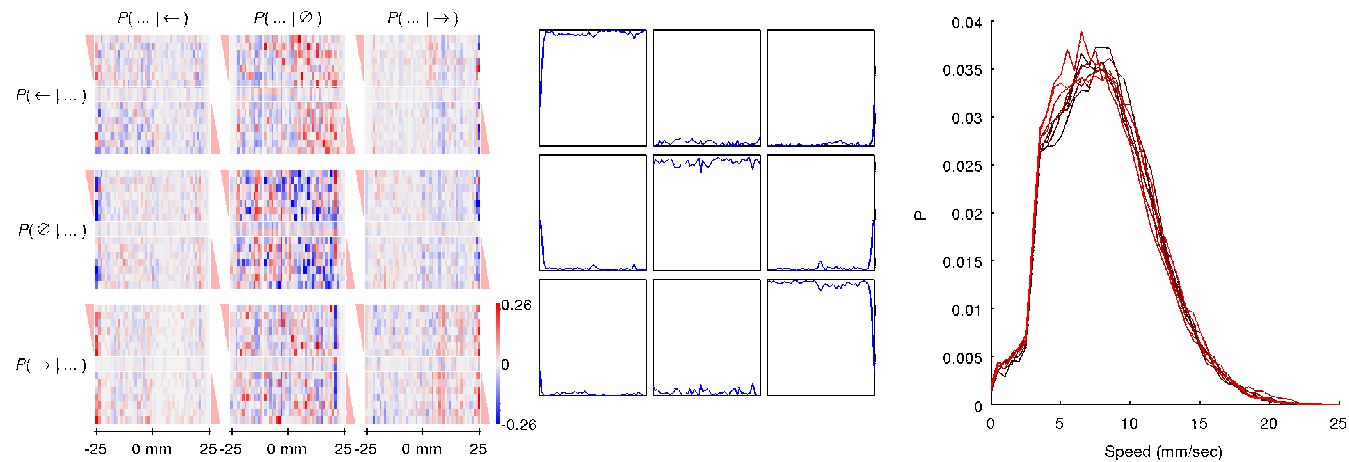 P( ... | ← ) P( ... | ∅ ) P( ... | → )
P( ← | ... )
P( ∅ | ... )
P( → | ... )
0.26
0
-0.26
-25 0 mm 25 -25 0 mm 25 -25 0 mm 25
0.04
0.035
0.03
0.025
0.02
0.015
0.01
0.005
0
P
0 5 10 15 20 25
Speed (mm/sec)